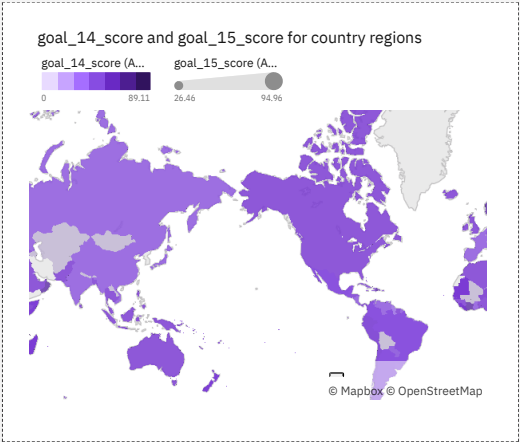 goal_14_score and goal_15_score for country regions
goal_14_score (A... goal_15_score (A...
0 89.11 26.46 94.96
© Mapbox © OpenStreetMap